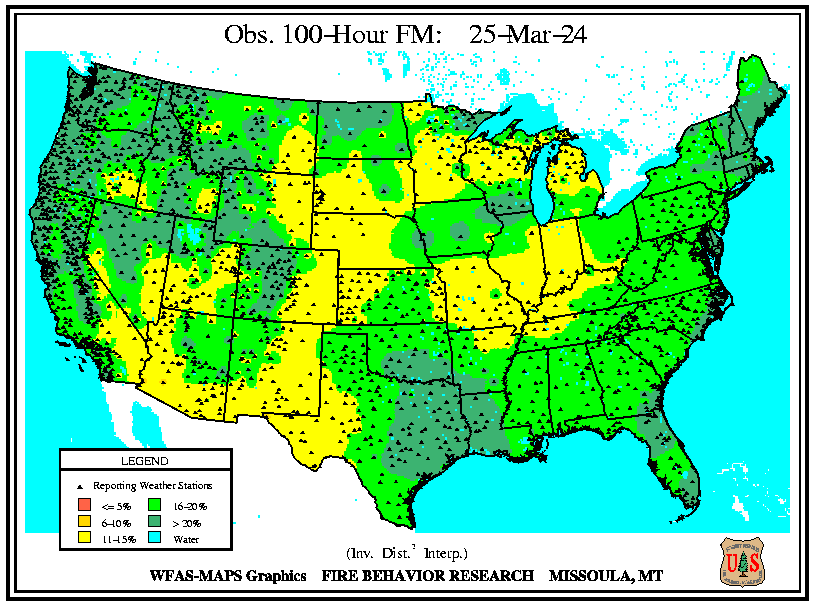 Obs. 100-Hour FM: 25-Mar-24
LEGEND
Reporting Weather Stations
<= 5%
16-20%
6-10%
> 20%
11-15%
Water
(Inv. Dist.² Interp.)
WFAS-MAPS Graphics FIRE BEHAVIOR RESEARCH MISSOULA, MT
U S